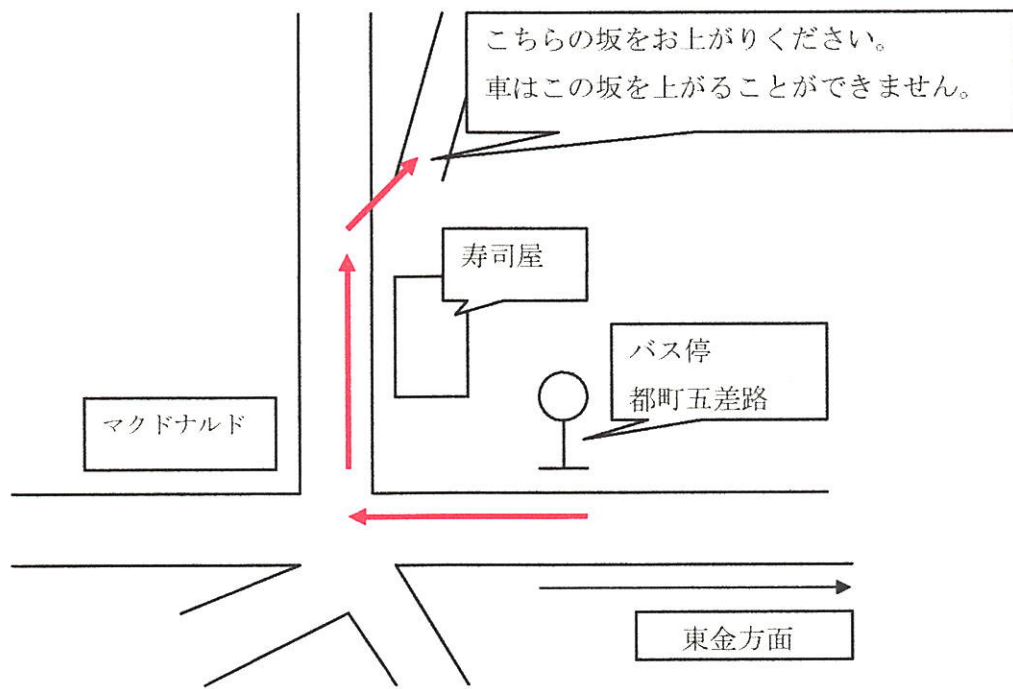 こちらの坂をお上がりください。
車はこの坂を上がることができません。
寿司屋
バス停
都町五差路
マクドナルド
東金方面